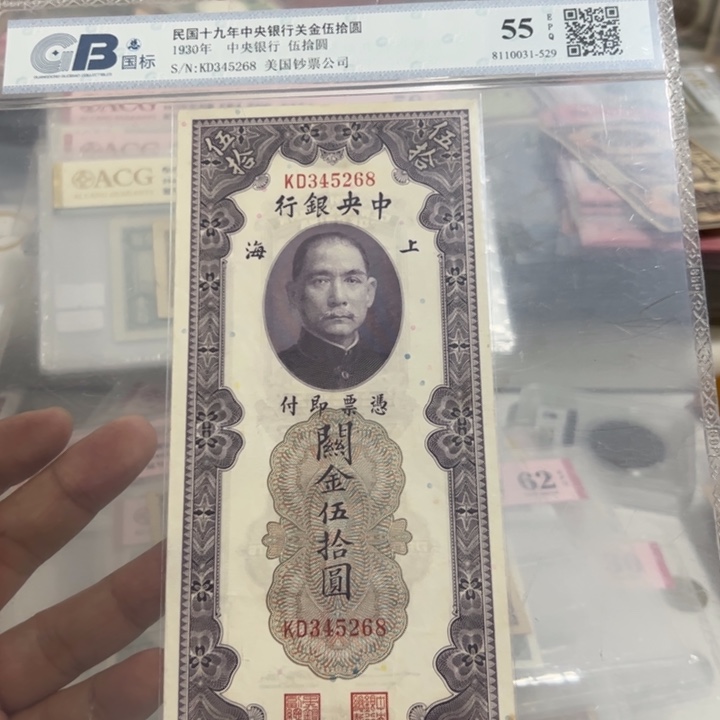 GB 国标
民国十九年中央银行关金伍拾圆
1930年 中央银行 伍拾圆
S/N:KD345268 美国钞票公司
55 EPQ
8110031-529
ACG
ACG
伍拾
伍拾
KD345268
行銀央中
海
上
付即票憑
關金伍拾圓
KD345268
62